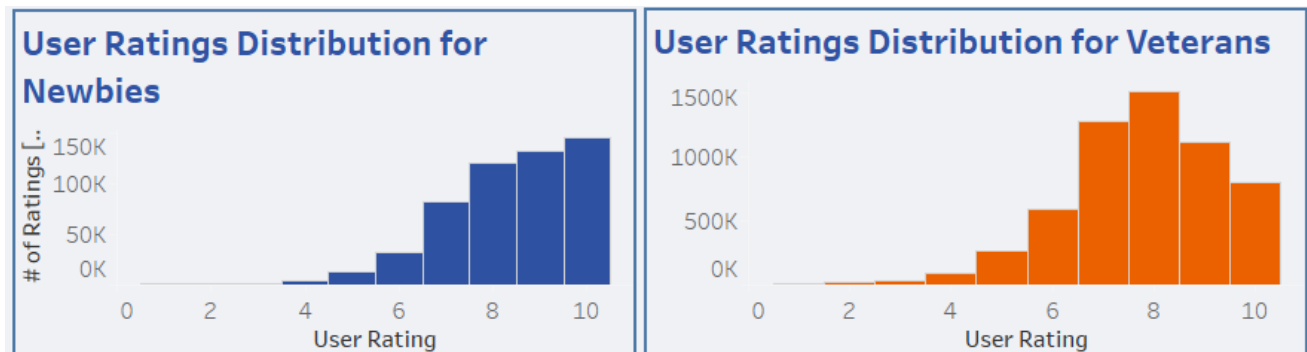 User Ratings Distribution for
Newbies
# of Ratings [..
150K
100K
50K
0K
0 2 4 6 8 10
User Rating
User Ratings Distribution for Veterans
1500K
1000K
500K
0K
0 2 4 6 8 10
User Rating